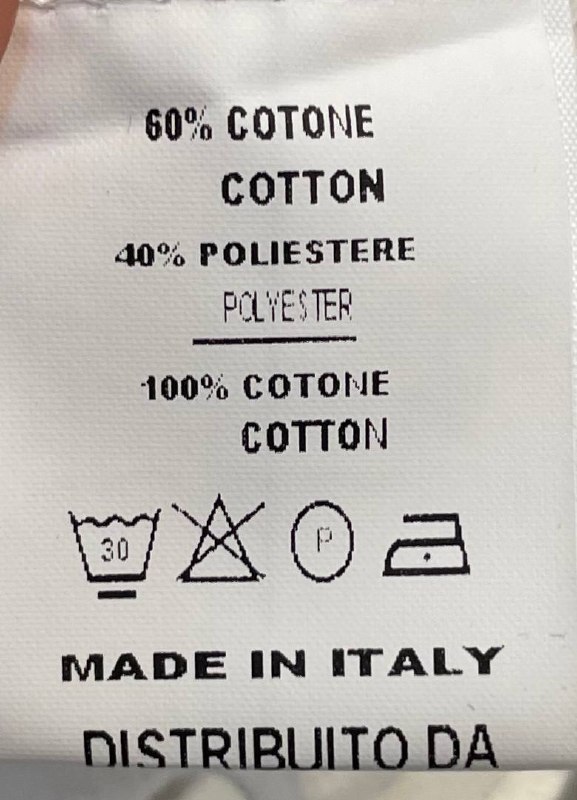 60% COTONE
COTTON
40% POLIESTERE
POLYESTER
100% COTONE
COTTON
30 P
MADE IN ITALY
DISTRIBUITO DA